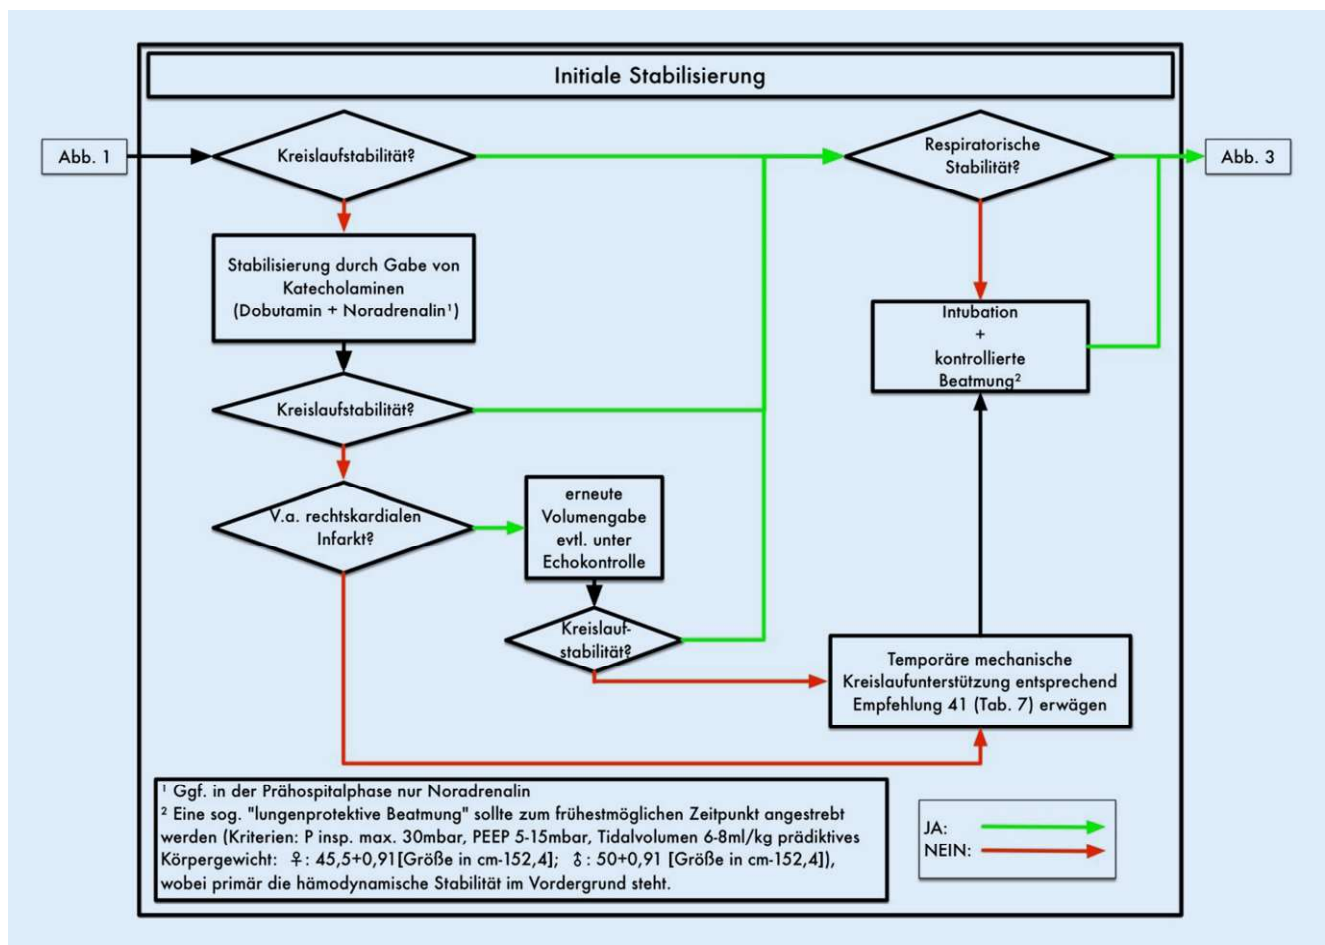 Initiale Stabilisierung
Abb. 1
Kreislaufstabilität?
Respiratorische
Stabilität?
Abb. 3
Stabilisierung durch Gabe von
Katecholaminen
(Dobutamin + Noradrenalin¹)
Intubation
+
kontrollierte
Beatmung²
Kreislaufstabilität?
V.a. rechtskardialen
Infarkt?
erneute
Volumengabe
evtl. unter
Echokontrolle
Kreislauf-
stabilität?
Temporäre mechanische
Kreislaufunterstützung entsprechend
Empfehlung 41 (Tab. 7) erwägen
¹ Ggf. in der Prähospitalphase nur Noradrenalin
² Eine sog. "lungenprotektive Beatmung" sollte zum frühestmöglichen Zeitpunkt angestrebt
werden (Kriterien: P insp. max. 30mbar, PEEP 5-15mbar, Tidalvolumen 6-8ml/kg prädiktives
Körpergewicht: ♀: 45,5+0,91[Größe in cm-152,4]; ♂: 50+0,91 [Größe in cm-152,4]),
wobei primär die hämodynamische Stabilität im Vordergrund steht.
JA:
NEIN: